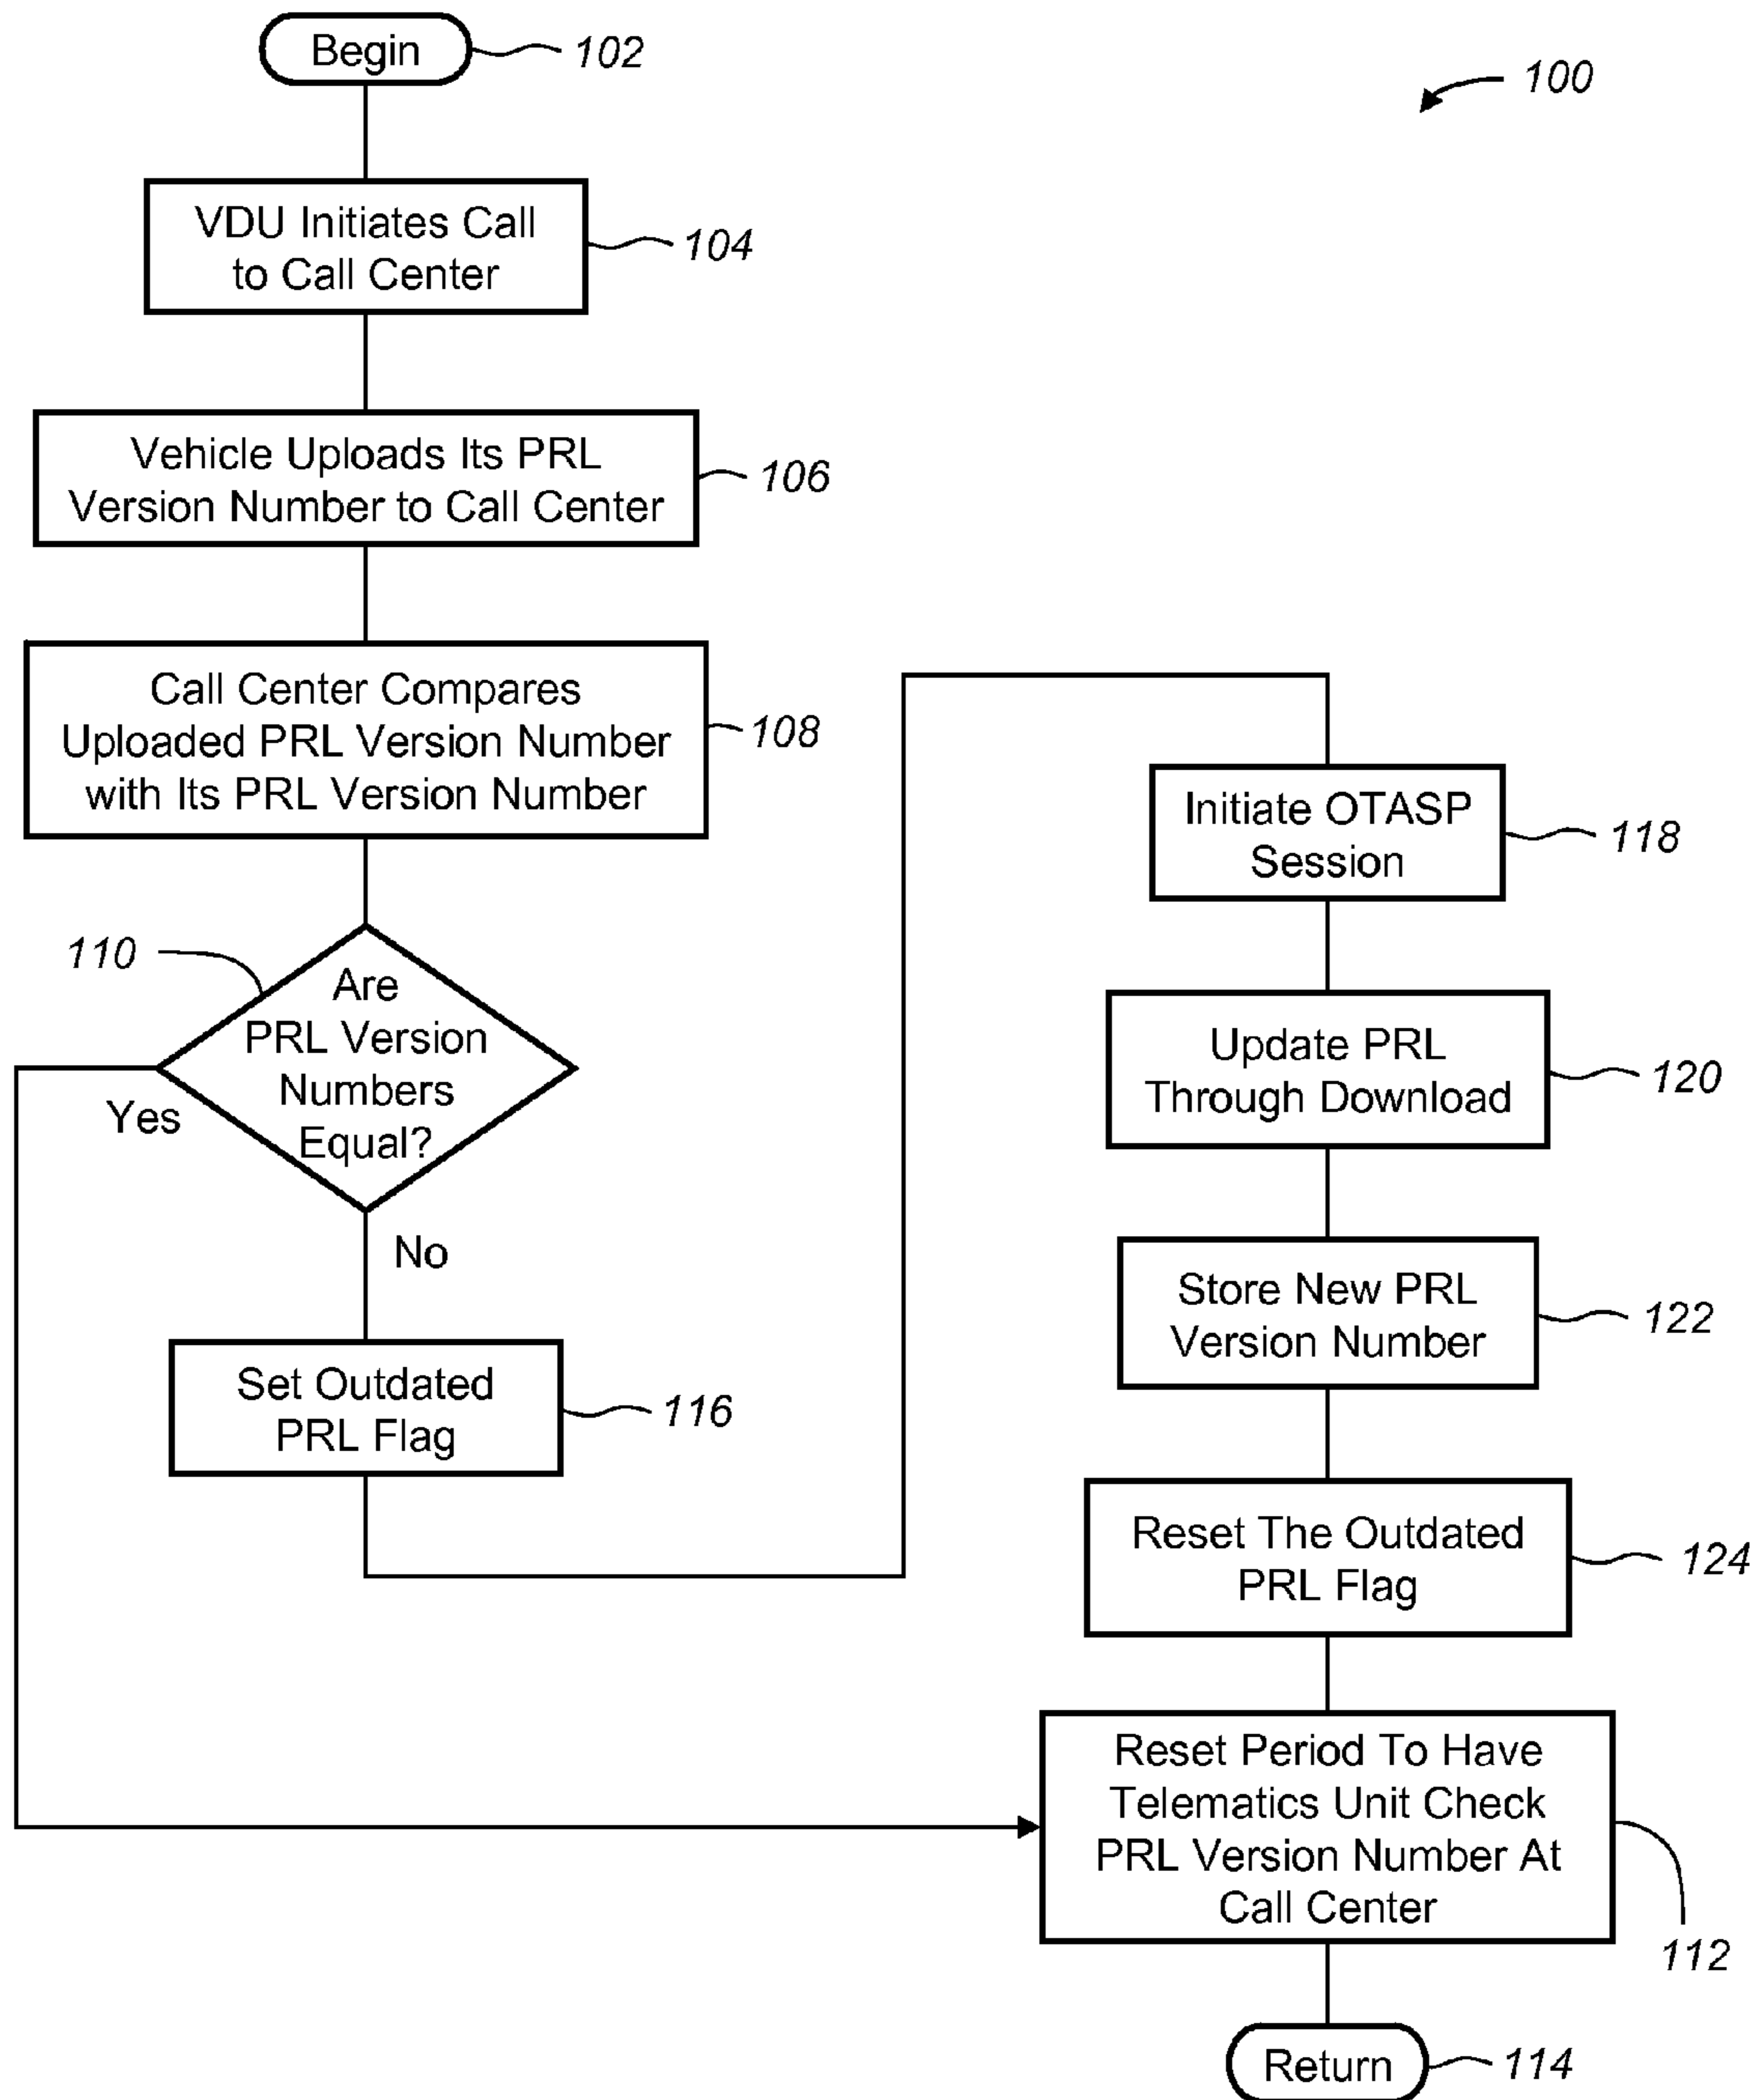 Begin
102
100
VDU Initiates Call
to Call Center
104
Vehicle Uploads Its PRL
Version Number to Call Center
106
Call Center Compares
Uploaded PRL Version Number
with Its PRL Version Number
108
110
Are
PRL Version
Numbers
Equal?
Yes
No
Set Outdated
PRL Flag
116
Initiate OTASP
Session
118
Update PRL
Through Download
120
Store New PRL
Version Number
122
Reset The Outdated
PRL Flag
124
Reset Period To Have
Telematics Unit Check
PRL Version Number At
Call Center
112
Return
114